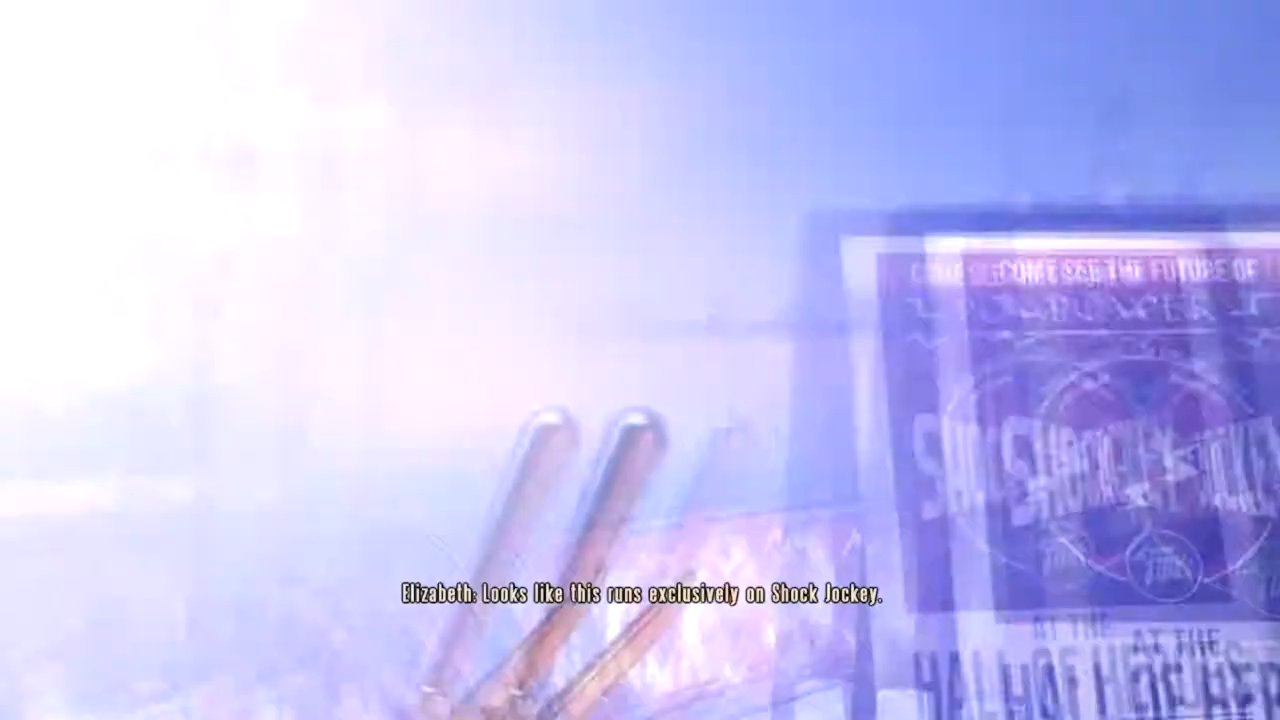 COME SEE THE FUTURE OF
SHOCK JOCKEY
Elizabeth: Looks like this runs exclusively on Shock Jockey.
AT THE
HALL OF HER